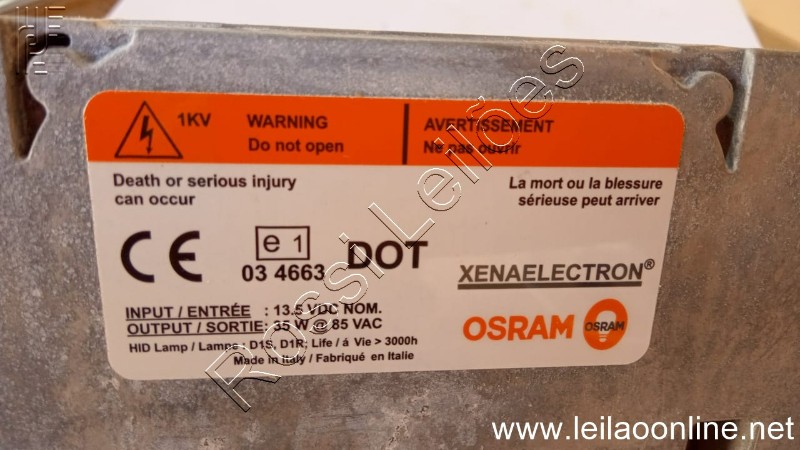 1KV
WARNING
Do not open
AVERTISSEMENT
Ne pas ouvrir
Death or serious injury
can occur
La mort ou la blessure
sérieuse peut arriver
CE
e 1
03 4663
DOT
XENAELECTRON®
INPUT / ENTRÉE : 13.5 VDC NOM.
OUTPUT / SORTIE: 35 W @ 85 VAC
HID Lamp / Lampe : D1S, D1R; Life / á Vie > 3000h
Made in Italy / Fabriqué en Italie
OSRAM
OSRAM
Rossi Leilões
www.leilaoonline.net